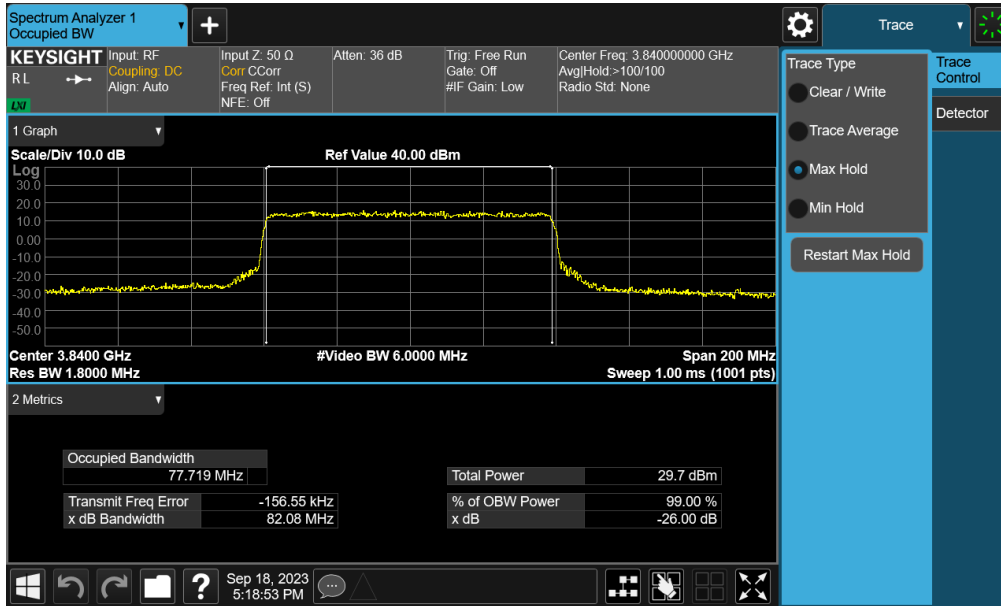 Spectrum Analyzer 1
Occupied BW
+
Trace
KEYSIGHT
R L
LXI
Input: RF
Coupling: DC
Align: Auto
Input Z: 50 Ω
Corr CCorr
Freq Ref: Int (S)
NFE: Off
Atten: 36 dB
Trig: Free Run
Gate: Off
#IF Gain: Low
Center Freq: 3.840000000 GHz
Avg|Hold:>100/100
Radio Std: None
Trace Type
Clear / Write
Trace Average
Max Hold
Min Hold
Restart Max Hold
Trace
Control
Detector
1 Graph
Scale/Div 10.0 dB
Ref Value 40.00 dBm
Log
30.0
20.0
10.0
0.00
-10.0
-20.0
-30.0
-40.0
-50.0
Center 3.8400 GHz
#Video BW 6.0000 MHz
Span 200 MHz
Res BW 1.8000 MHz
Sweep 1.00 ms (1001 pts)
2 Metrics
Occupied Bandwidth
77.719 MHz
Total Power 29.7 dBm
Transmit Freq Error -156.55 kHz
% of OBW Power 99.00 %
x dB Bandwidth 82.08 MHz
x dB -26.00 dB
?
Sep 18, 2023
5:18:53 PM